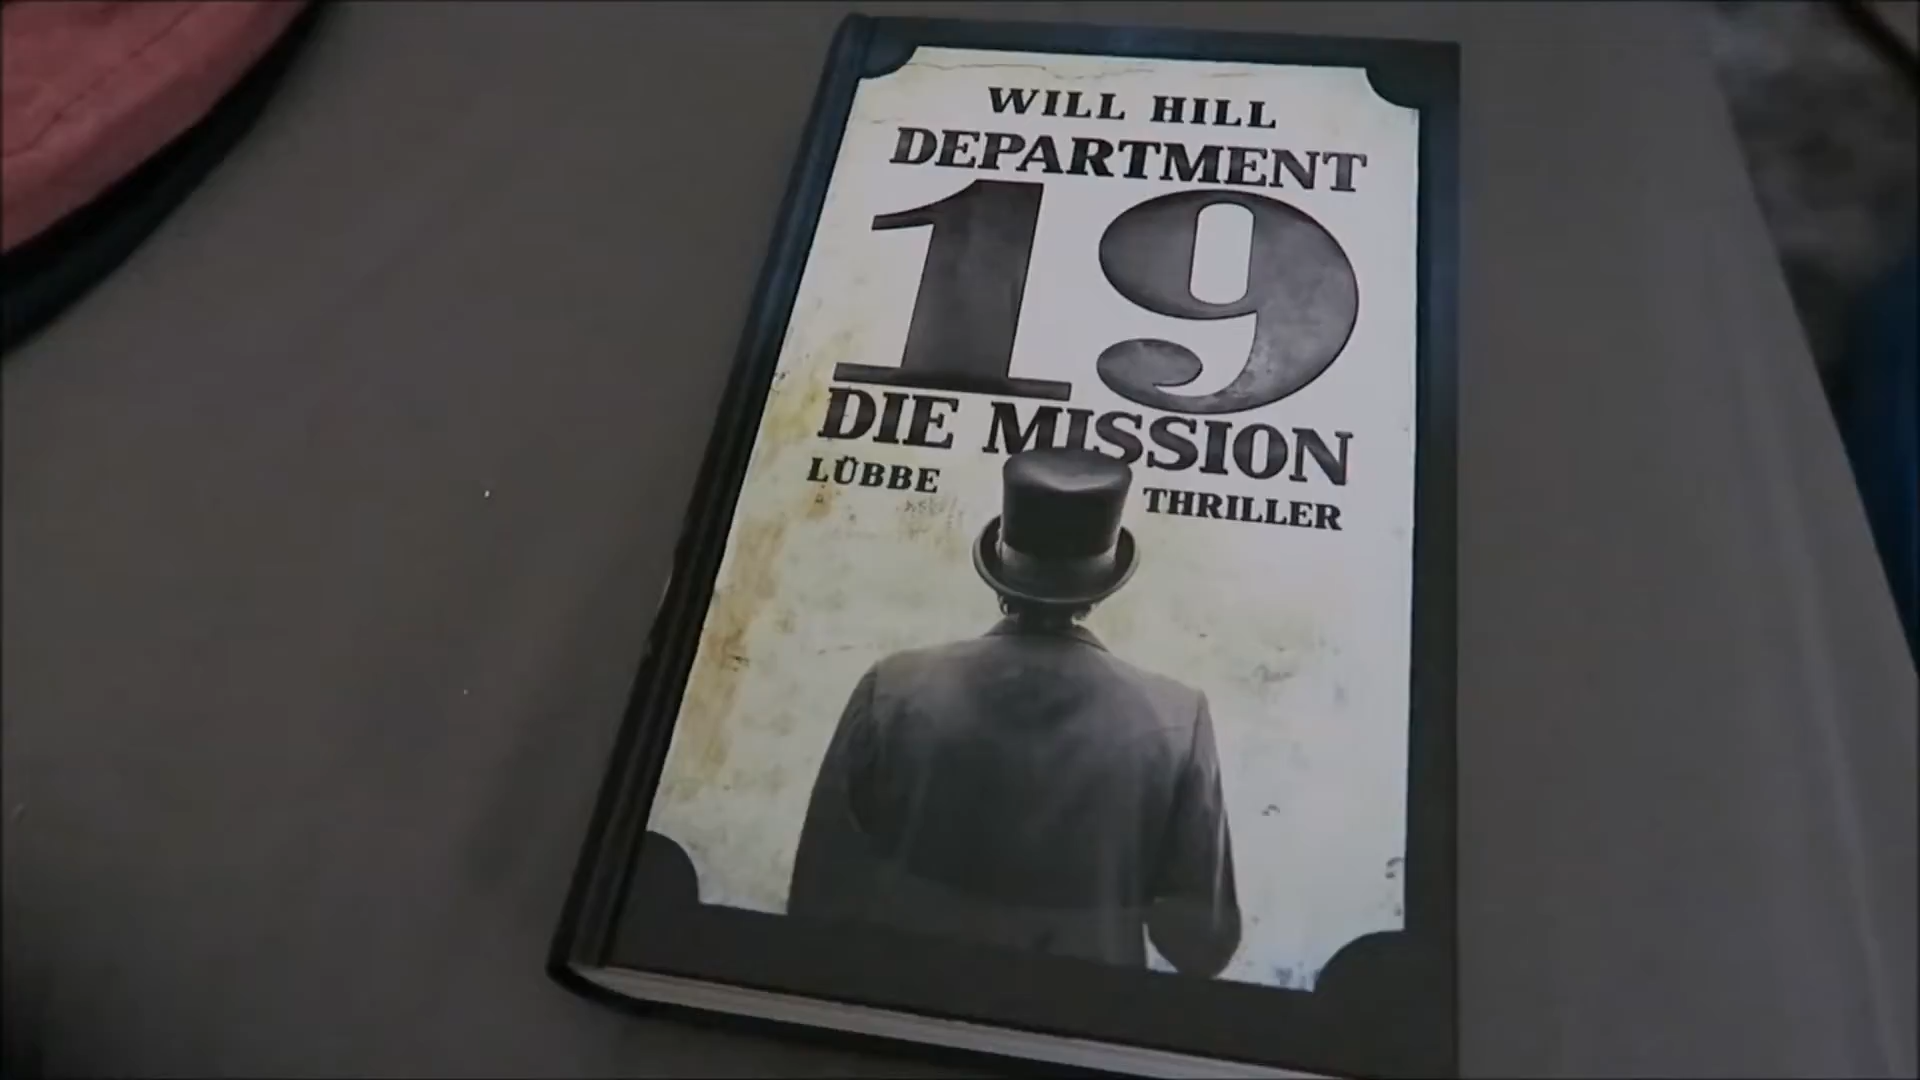 WILL HILL
DEPARTMENT
19
DIE MISSION
LÜBBE THRILLER